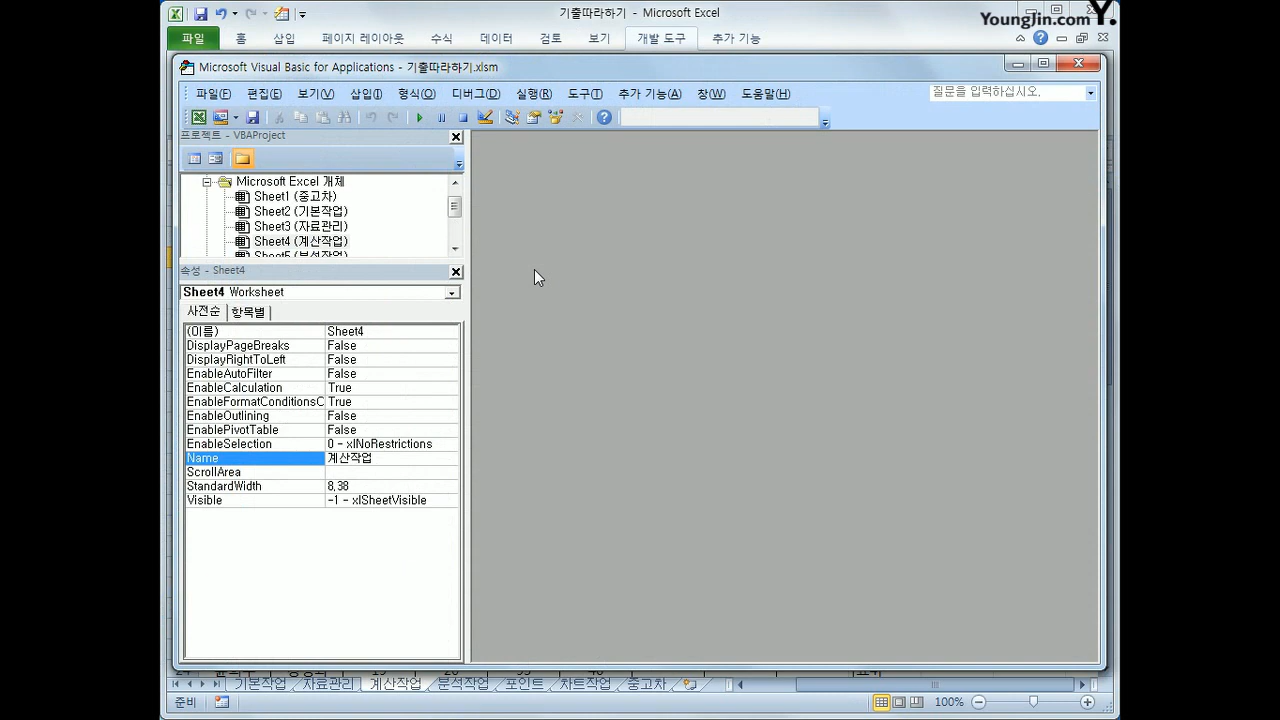 기출따라하기 - Microsoft Excel
YoungJin.com Y.
파일 홈 삽입 페이지 레이아웃 수식 데이터 검토 보기 개발 도구 추가 기능
Microsoft Visual Basic for Applications - 기출따라하기.xlsm
파일(F) 편집(E) 보기(V) 삽입(I) 형식(O) 디버그(D) 실행(R) 도구(T) 추가 기능(A) 창(W) 도움말(H) 질문을 입력하십시오.
프로젝트 - VBAProject
Microsoft Excel 개체
Sheet1 (중고차)
Sheet2 (기본작업)
Sheet3 (자료관리)
Sheet4 (계산작업)
Sheet5 (분석작업)
속성 - Sheet4
Sheet4 Worksheet
사전순 항목별
(이름) Sheet4
DisplayPageBreaks False
DisplayRightToLeft False
EnableAutoFilter False
EnableCalculation True
EnableFormatConditionsC True
EnableOutlining False
EnablePivotTable False
EnableSelection 0 - xlNoRestrictions
Name 계산작업
ScrollArea
StandardWidth 8.38
Visible -1 - xlSheetVisible
기본작업 자료관리 계산작업 분석작업 포인트 차트작업 중고차
준비 100%